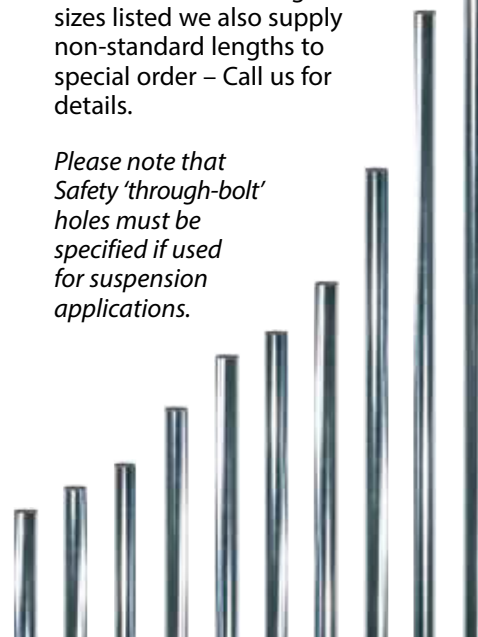 sizes listed we also supply
non-standard lengths to
special order – Call us for
details.
Please note that
Safety ‘through-bolt’
holes must be
specified if used
for suspension
applications.